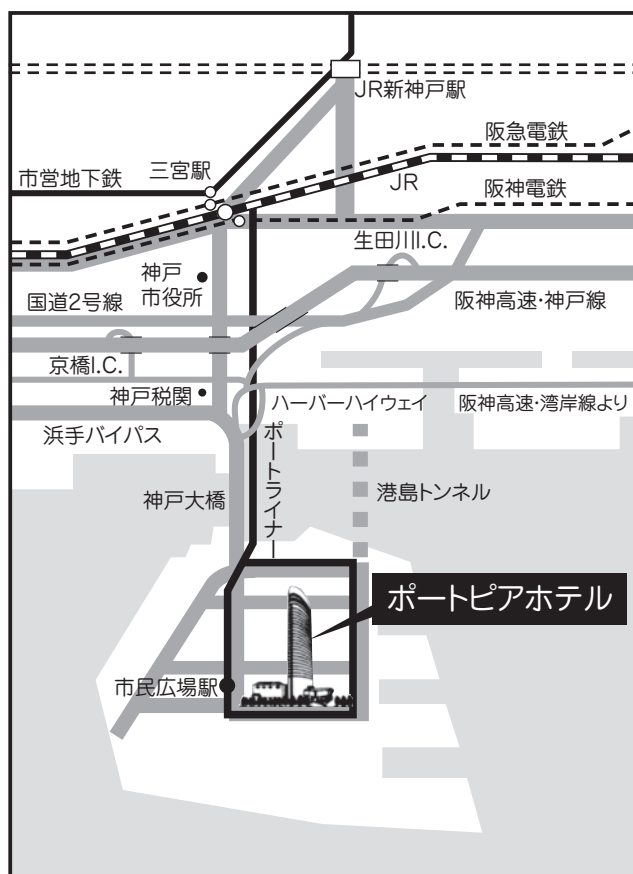 JR新神戸駅
阪急電鉄
三宮駅
市営地下鉄
JR
阪神電鉄
生田川I.C.
神戸
市役所
国道2号線
阪神高速・神戸線
京橋I.C.
神戸税関
ハーバーハイウェイ
阪神高速・湾岸線より
浜手バイパス
ポートライナー
神戸大橋
港島トンネル
ポートピアホテル
市民広場駅